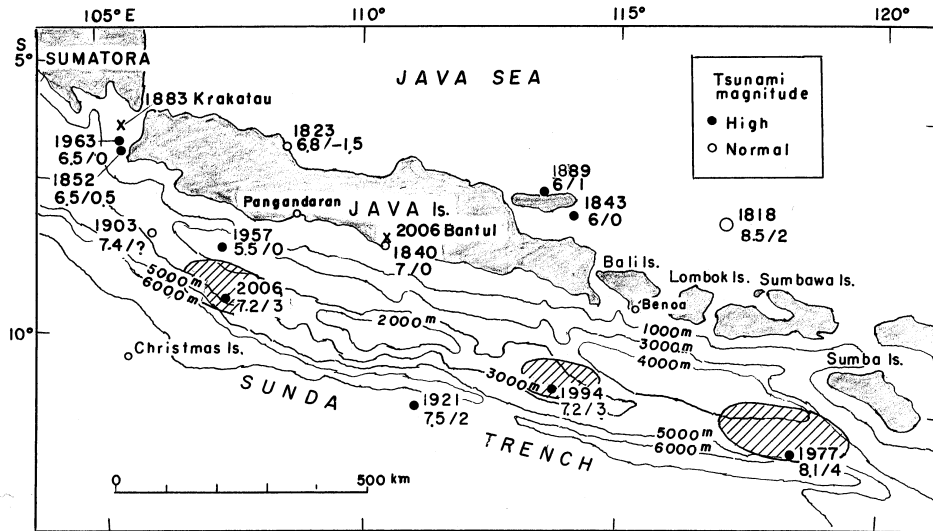 105° E
110°
115°
120°
S
5°
10°
SUMATORA
JAVA SEA
Tsunami
magnitude
High
Normal
1883 Krakatau
1963
6,5/0
1852
6,5/0,5
1823
6,8/-1,5
1889
6/1
1843
6/0
1818
8.5/2
Pangandaran
JAVA Is.
2006 Bantul
1840
7/0
1903
7.4/?
1957
5.5/0
5000m
6000m
2006
7.2/3
Bali Is.
Lombok Is.
Sumbawa Is.
Benoa
2000m
1000m
3000m
4000m
Christmas Is.
Sumba Is.
SUNDA
3000m
1994
7.2/3
1921
7,5/2
TRENCH
5000m
6000m
1977
8.1/4
0
500 km